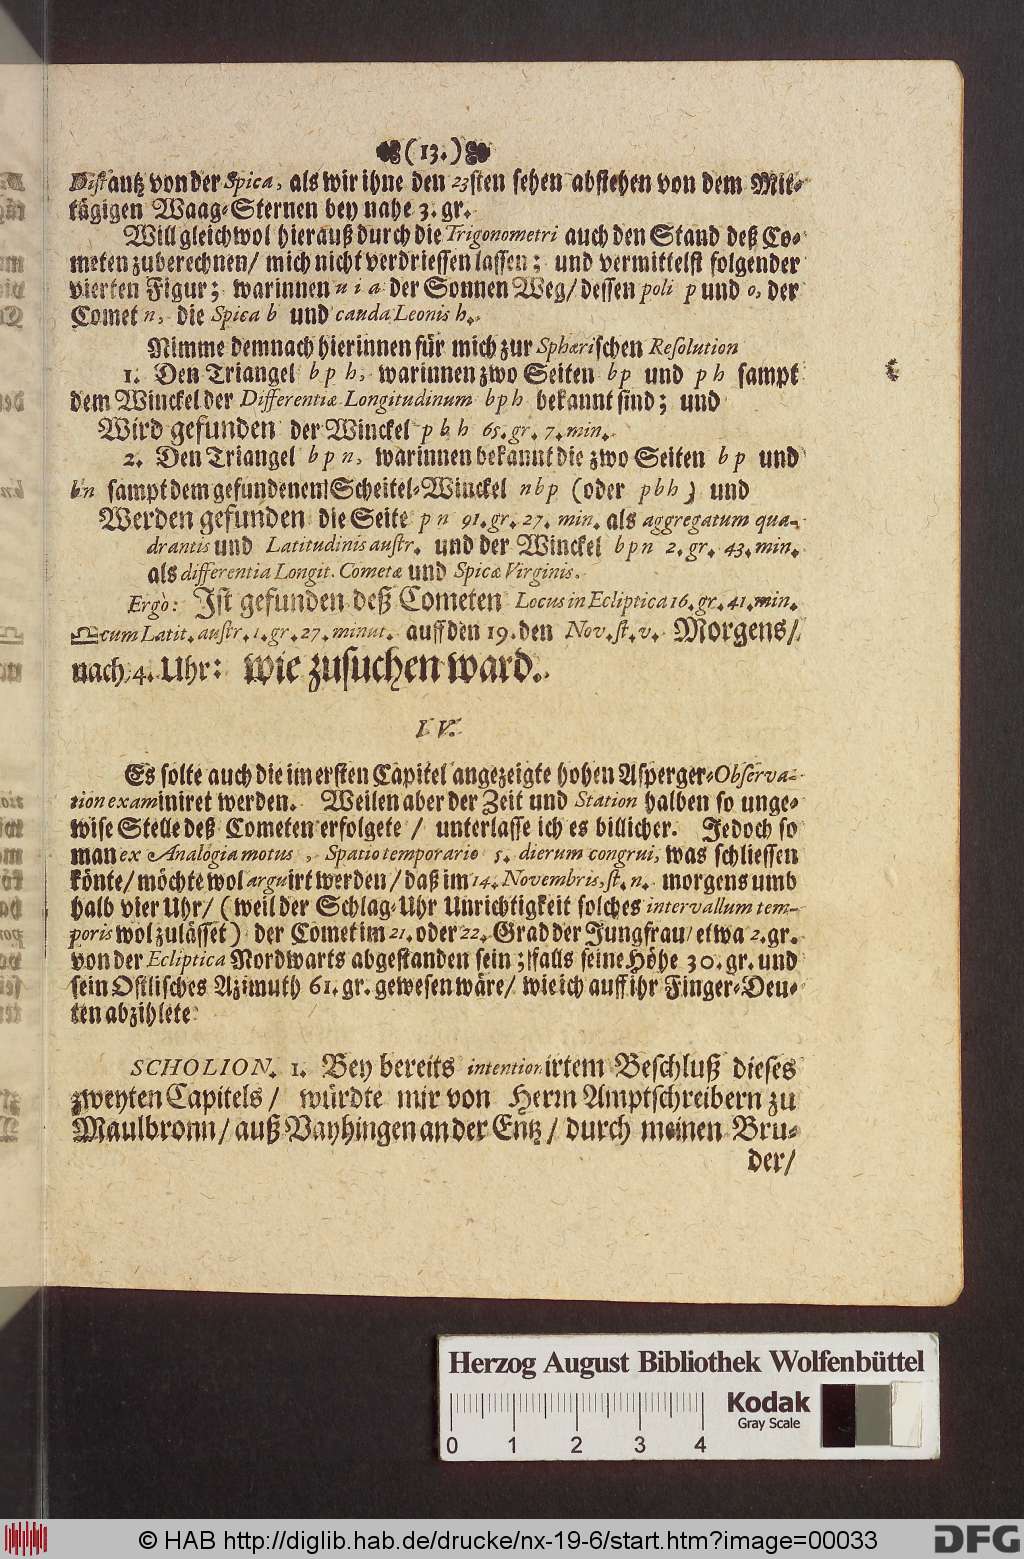 (13.)
Distantz von der Spica, als wir ihne den 23sten sehen abstehen von dem Mit-
tägigen Waag-Sternen bey nahe 3. gr.
Will gleichwol hierauß durch die Trigonometri auch den Stand deß Co-
meten zuberechnen/ mich nicht verdriessen lassen; und vermittelst folgender
vierten Figur; warinnen n i a der Sonnen Weg/ dessen poli p und o, der
Comet n, die Spica b und cauda Leonis h.
Nimme demnach hierinnen für mich zur Sphærischen Resolution
1. Den Triangel b p h, warinnen zwo Seiten b p und p h sampt
dem Winckel der Differentiæ Longitudinum b p h bekannt sind; und
Wird gefunden der Winckel p b h 65. gr. 7. min.
2. Den Triangel b p n, warinnen bekannt die zwo Seiten b p und
b n sampt dem gefundenen Scheitel-Winckel n b p (oder p b h) und
Werden gefunden die Seite p n 91. gr. 27. min. als aggregatum qua-
drantis und Latitudinis austr. und der Winckel b p n 2. gr. 43. min.
als differentia Longit. Cometæ und Spicæ Virginis.
Ergò: Ist gefunden deß Cometen Locus in Ecliptica 16. gr. 41. min.
♎ cum Latit. austr. 1. gr. 27. minut. auff den 19. den Nov. st. v. Morgens/
nach 4. Uhr: wie zusuchen ward.
IV.
Es solte auch die im ersten Capitel angezeigte hohen Asperger-Observa-
tion examiniret werden. Weilen aber der Zeit und Station halben so unge-
wise Stelle deß Cometen erfolgete / unterlasse ich es billicher. Jedoch so
man ex Analogia motus, Spatio temporario 5. dierum congrui, was schliessen
könte/ möchte wol arguirt werden/ daß im 14. Novembris, st. n. morgens umb
halb vier Uhr/ (weil der Schlag-Uhr Unrichtigkeit solches intervallum tem-
poris wol zulässet) der Comet im 21. oder 22. Grad der Jungfrau/ etwa 2. gr.
von der Ecliptica Nordwarts abgestanden sein; falls seine Höhe 30. gr. und
sein Ostlisches Azimuth 61. gr. gewesen wäre/ wie ich auff ihr Finger-Deu-
ten abzihlete
SCHOLION. 1. Bey bereits intentionirtem Beschluß dieses
zweyten Capitels / würdte mir von Herrn Amptschreibern zu
Maulbronn/ auß Vayhingen an der Entz / durch meinen Bru-
der/
Herzog August Bibliothek Wolfenbüttel
Kodak
Gray Scale
0 1 2 3 4
© HAB http://diglib.hab.de/drucke/nx-19-6/start.htm?image=00033
DFG